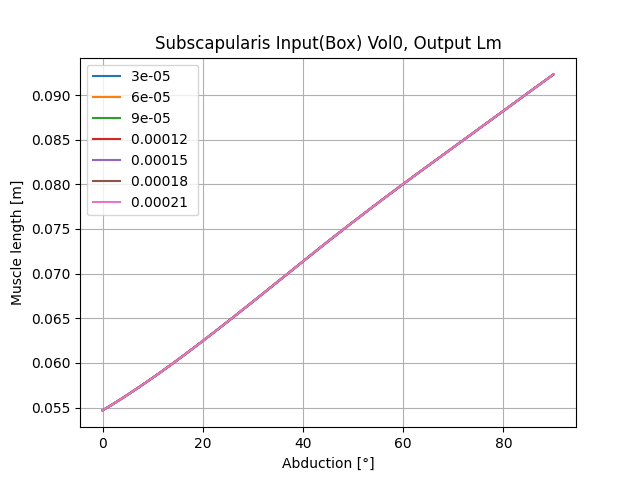 Subscapularis Input(Box) Vol0, Output Lm
3e-05
6e-05
9e-05
0.00012
0.00015
0.00018
0.00021
0.090
0.085
0.080
0.075
0.070
0.065
0.060
0.055
Muscle length [m]
0 20 40 60 80
Abduction [°]